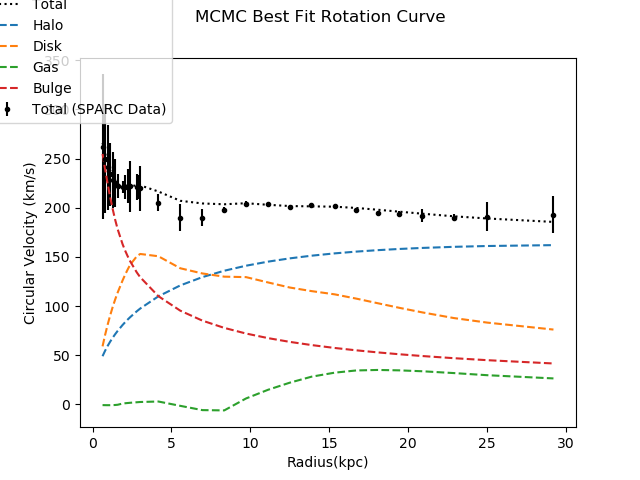 MCMC Best Fit Rotation Curve
Total
Halo
Disk
Gas
Bulge
Total (SPARC Data)
Circular Velocity (km/s)
350
250
200
150
100
50
0
0
5
10
15
20
25
30
Radius(kpc)